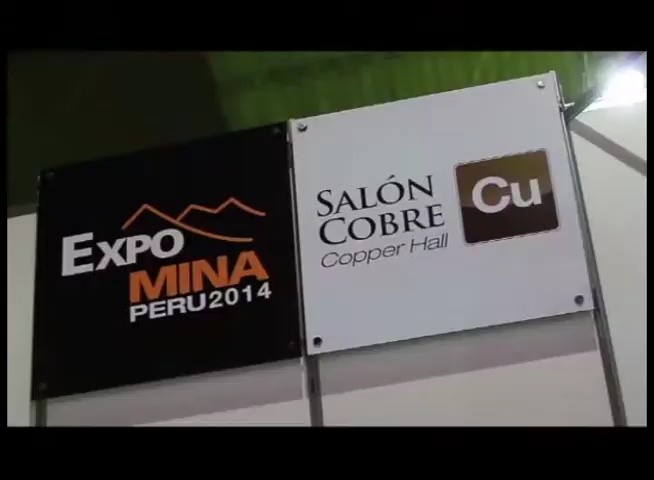 EXPO
MINA
PERU2014
SALÓN
COBRE
Copper Hall
Cu